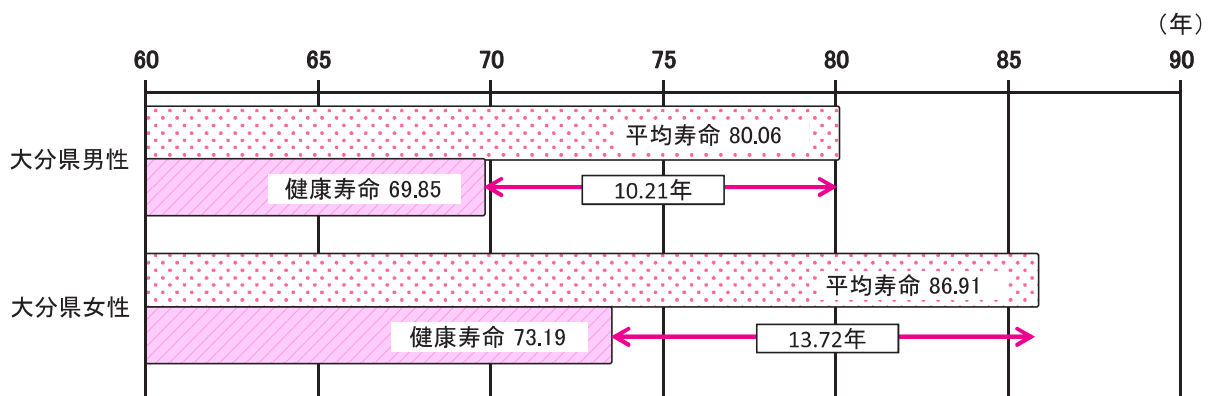 （年）
60 65 70 75 80 85 90
平均寿命 80.06
大分県男性
健康寿命 69.85
10.21年
平均寿命 86.91
大分県女性
健康寿命 73.19
13.72年